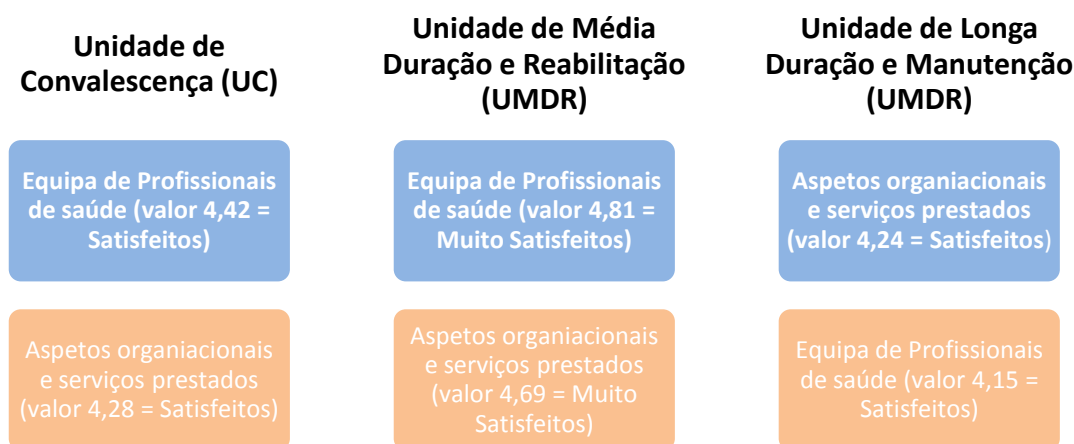 Unidade de
Convalescença (UC)
Equipa de Profissionais
de saúde (valor 4,42 =
Satisfeitos)
Aspetos organiacionais
e serviços prestados
(valor 4,28 = Satisfeitos)
Unidade de Média
Duração e Reabilitação
(UMDR)
Equipa de Profissionais
de saúde (valor 4,81 =
Muito Satisfeitos)
Aspetos organiacionais
e serviços prestados
(valor 4,69 = Muito
Satisfeitos)
Unidade de Longa
Duração e Manutenção
(UMDR)
Aspetos organiacionais
e serviços prestados
(valor 4,24 = Satisfeitos)
Equipa de Profissionais
de saúde (valor 4,15 =
Satisfeitos)